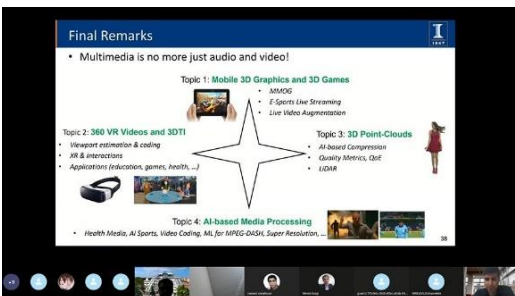 Final Remarks
I
1867
• Multimedia is no more just audio and video!
Topic 1: Mobile 3D Graphics and 3D Games
• MMOG
• E-Sports Live Streaming
• Live Video Augmentation
Topic 2: 360 VR Videos and 3DTI
• Viewport estimation & coding
• XR & interactions
• Applications (education, games, health, ...)
Topic 3: 3D Point-Clouds
• AI-based Compression
• Quality Metrics, QoE
• LiDAR
Topic 4: AI-based Media Processing
• Health Media, AI Sports, Video Coding, ML for MPEG-DASH, Super Resolution, ...
38